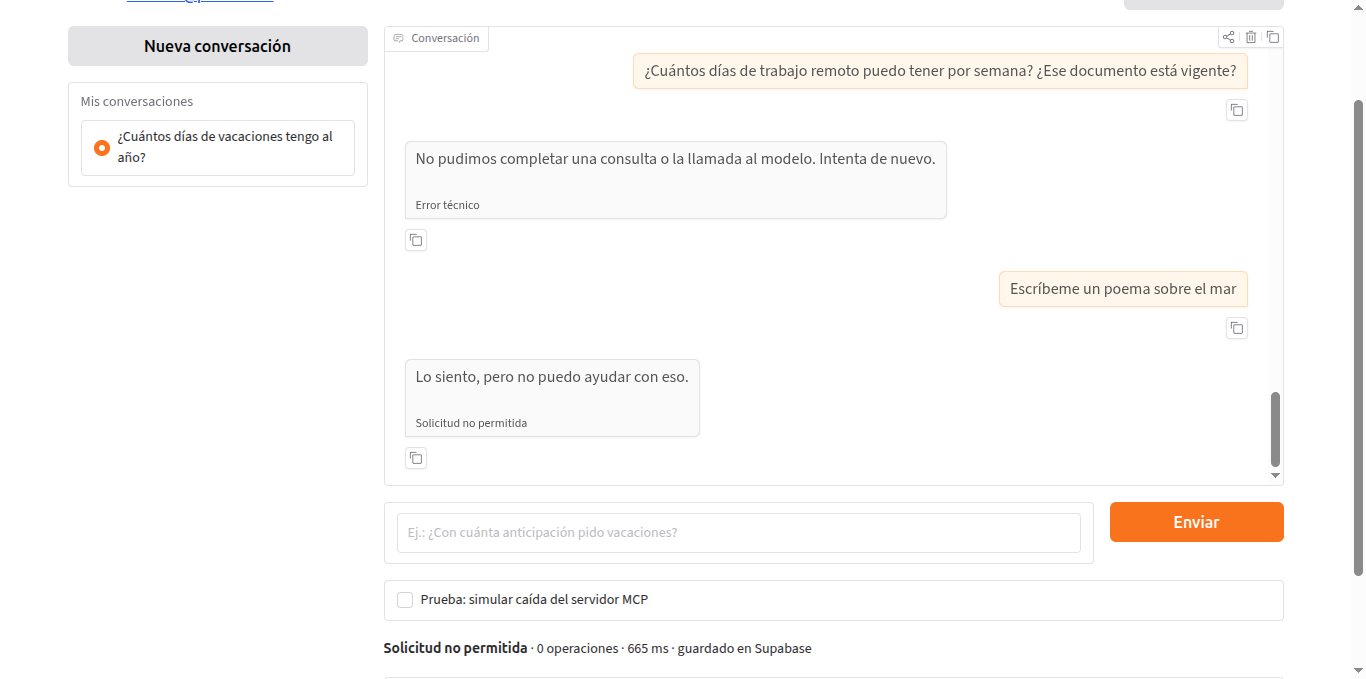 Nueva conversación
Mis conversaciones
¿Cuántos días de vacaciones tengo al
año?
Conversación
¿Cuántos días de trabajo remoto puedo tener por semana? ¿Ese documento está vigente?
No pudimos completar una consulta o la llamada al modelo. Intenta de nuevo.
Error técnico
Escríbeme un poema sobre el mar
Lo siento, pero no puedo ayudar con eso.
Solicitud no permitida
Ej.: ¿Con cuánta anticipación pido vacaciones?
Enviar
Prueba: simular caída del servidor MCP
Solicitud no permitida · 0 operaciones · 665 ms · guardado en Supabase